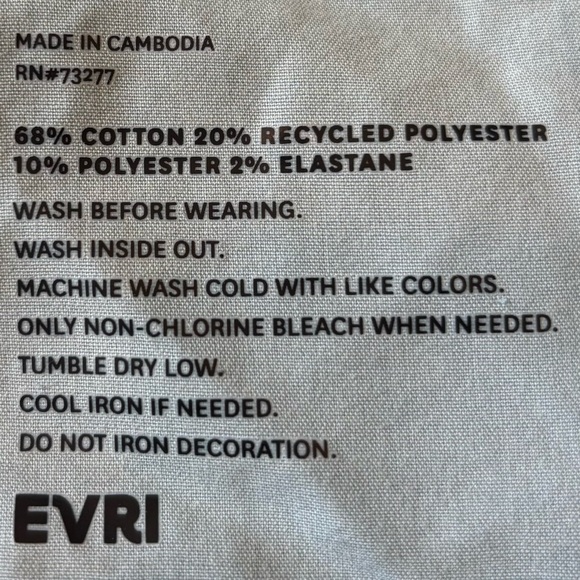 MADE IN CAMBODIA
RN#73277
68% COTTON 20% RECYCLED POLYESTER
10% POLYESTER 2% ELASTANE
WASH BEFORE WEARING.
WASH INSIDE OUT.
MACHINE WASH COLD WITH LIKE COLORS.
ONLY NON-CHLORINE BLEACH WHEN NEEDED.
TUMBLE DRY LOW.
COOL IRON IF NEEDED.
DO NOT IRON DECORATION.
EVRI